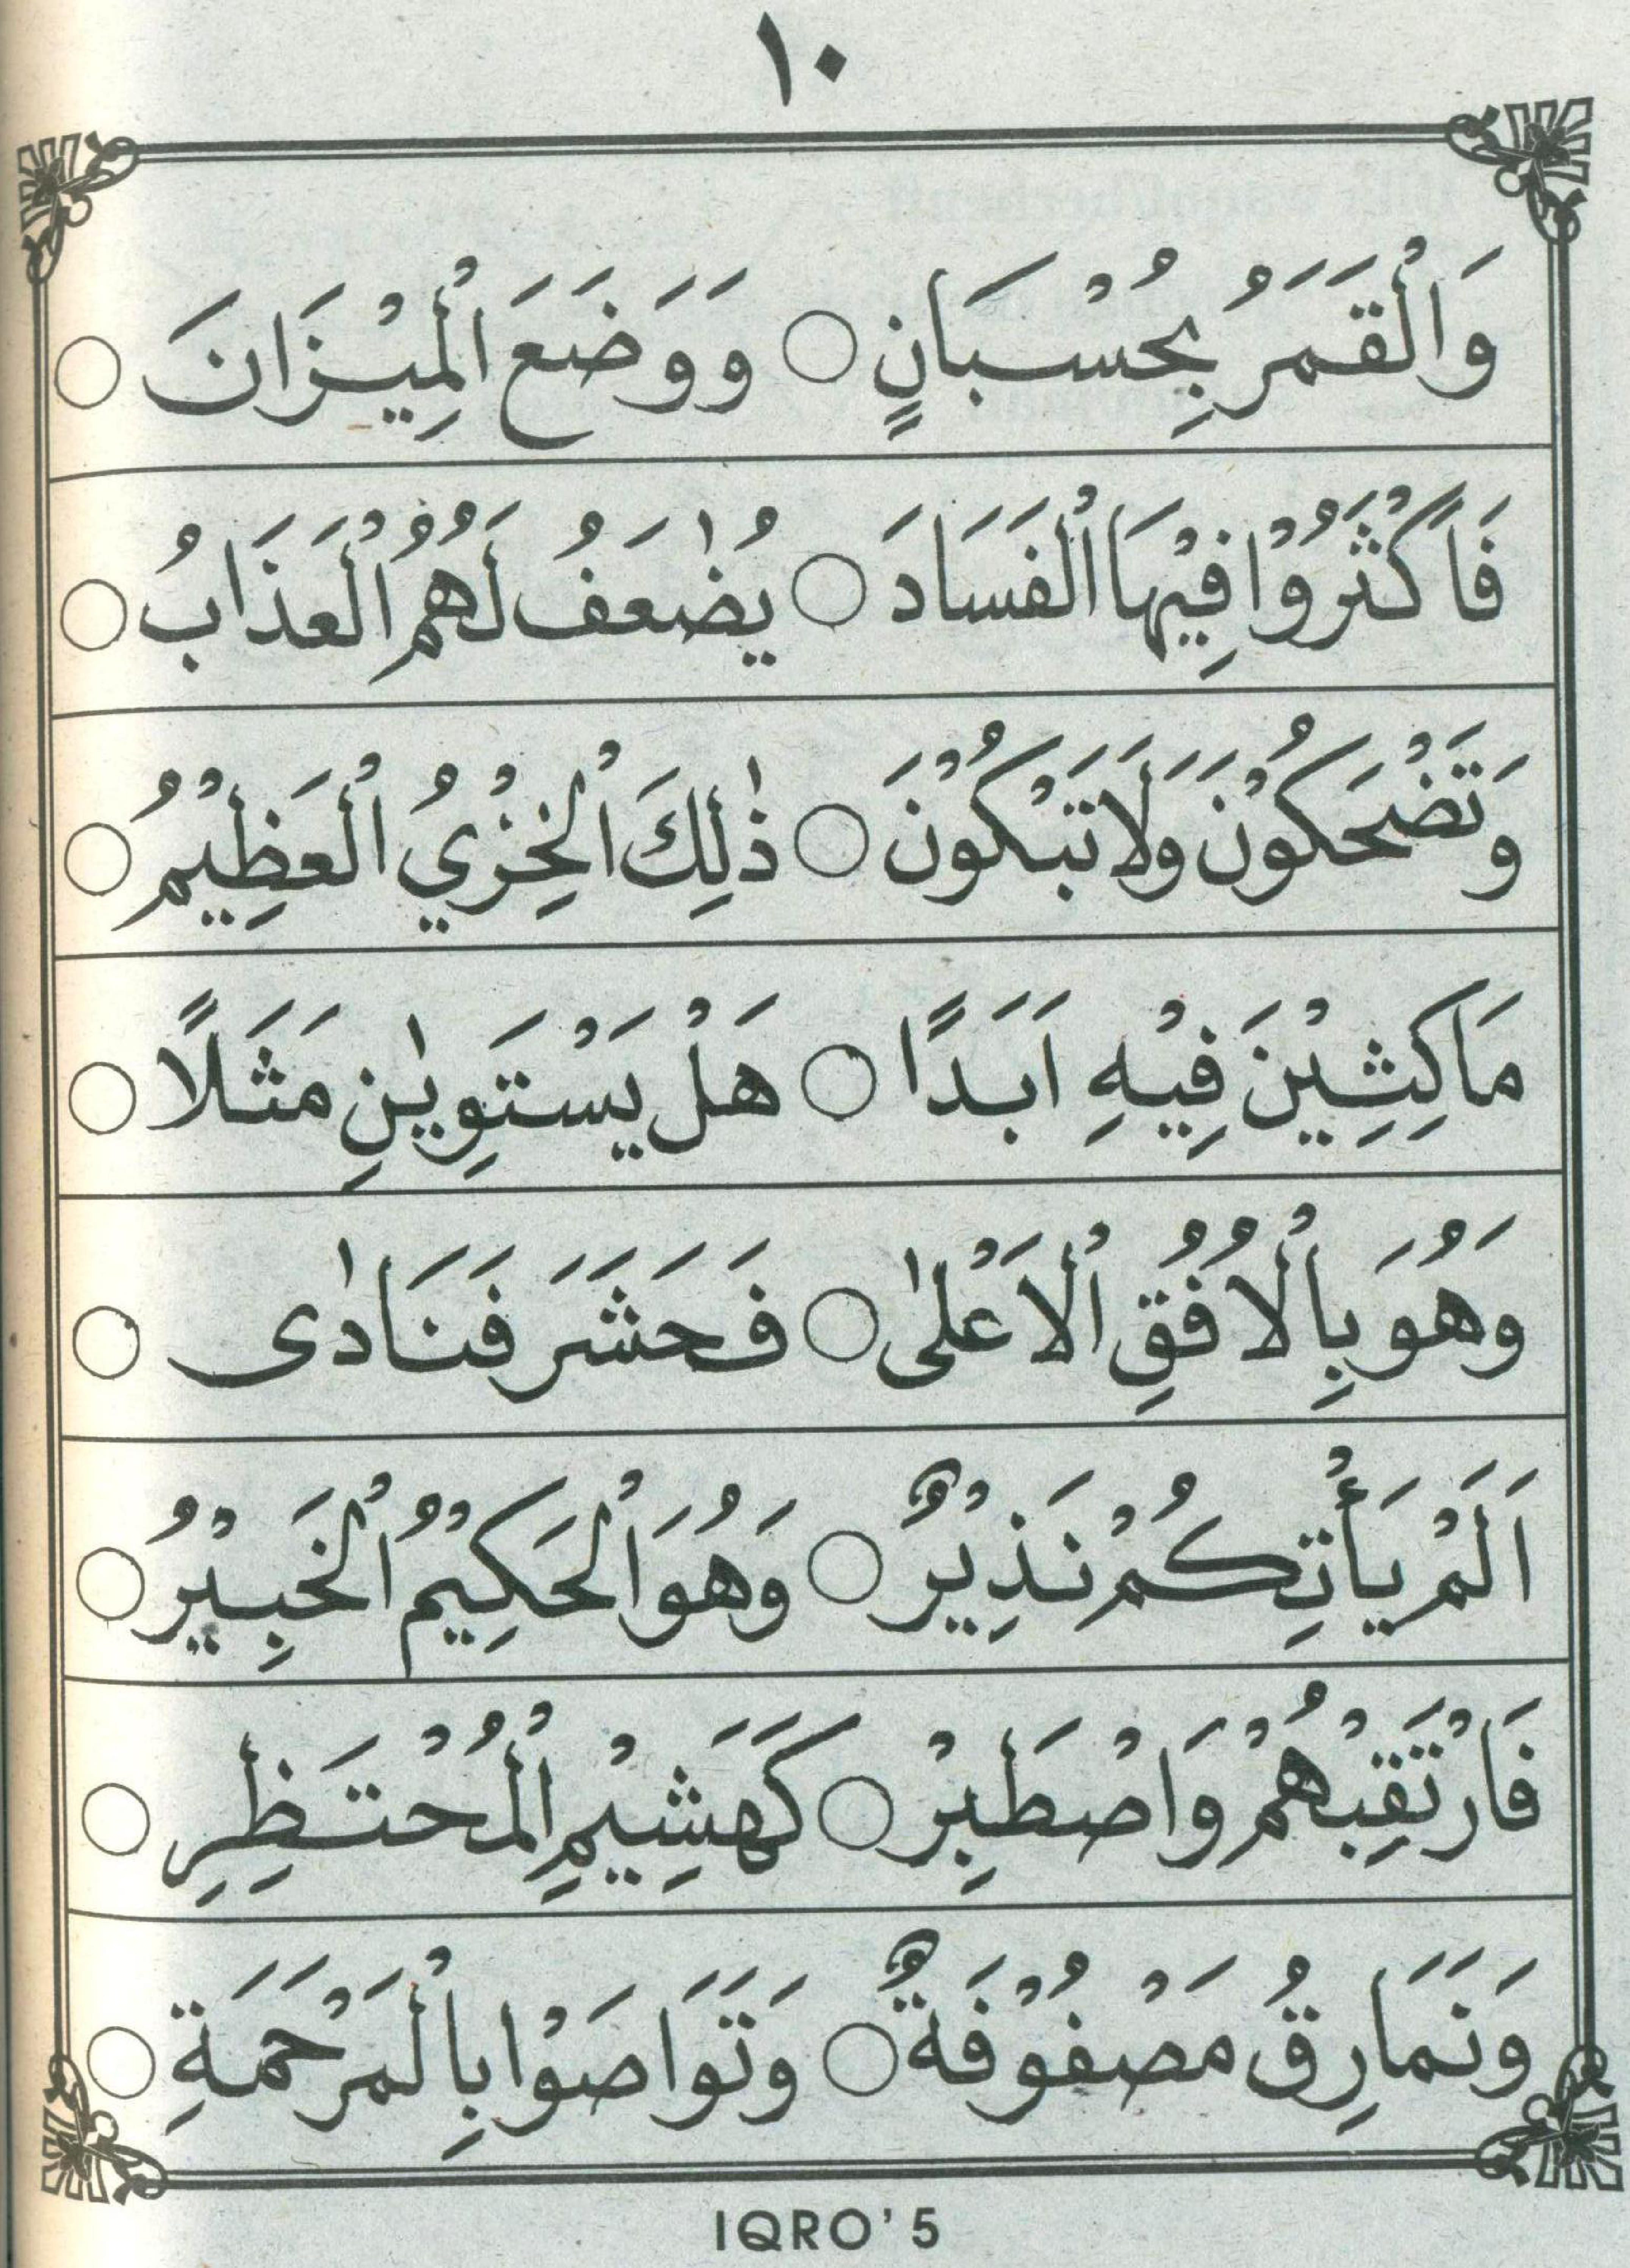 ١٠
وَالْقَمَرُ بِحُسْبَانٍ ○ وَوَضَعَ الْمِيْزَانَ ○
فَاَكْثَرُوْا فِيْهَا الْفَسَادَ ○ يُضٰعَفُ لَهُمُ الْعَذَابُ ○
وَتَضْحَكُوْنَ وَلَا تَبْكُوْنَ ○ ذٰلِكَ الْخِزْيُ الْعَظِيْمُ ○
مَاكِثِيْنَ فِيْهِ اَبَدًا ○ هَلْ يَسْتَوِيٰنِ مَثَلًا ○
وَهُوَ بِالْاُفُقِ الْاَعْلٰى ○ فَحَشَرَ فَنَادٰى ○
اَلَمْ يَأْتِكُمْ نَذِيْرٌ ○ وَهُوَ الْحَكِيْمُ الْخَبِيْرُ ○
فَارْتَقِبْهُمْ وَاصْطَبِرْ ○ كَهَشِيْمِ الْمُحْتَظِرِ ○
وَنَمَارِقُ مَصْفُوْفَةٌ ○ وَتَوَاصَوْا بِالْمَرْحَمَةِ ○
IQRO' 5